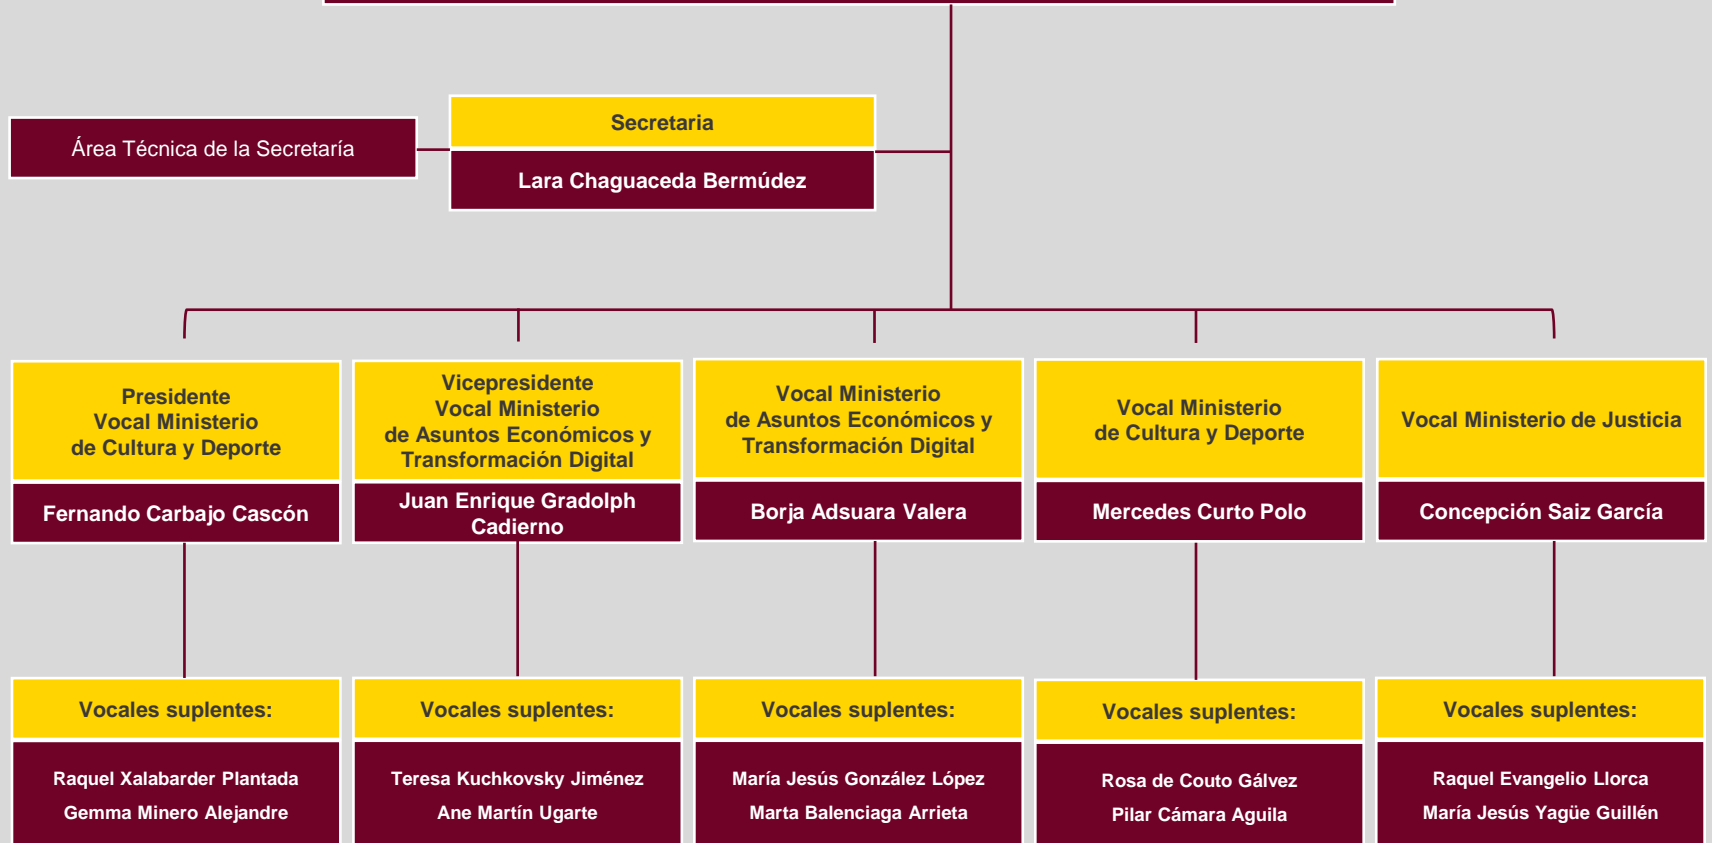 Secretaria
Área Técnica de la Secretaría
Lara Chaguaceda Bermúdez
Presidente
Vocal Ministerio
de Cultura y Deporte
Fernando Carbajo Cascón
Vicepresidente
Vocal Ministerio
de Asuntos Económicos y
Transformación Digital
Juan Enrique Gradolph
Cadierno
Vocal Ministerio
de Asuntos Económicos y
Transformación Digital
Borja Adsuara Valera
Vocal Ministerio
de Cultura y Deporte
Mercedes Curto Polo
Vocal Ministerio de Justicia
Concepción Saiz García
Vocales suplentes:
Raquel Xalabarder Plantada
Gemma Minero Alejandre
Vocales suplentes:
Teresa Kuchkovsky Jiménez
Ane Martín Ugarte
Vocales suplentes:
María Jesús González López
Marta Balenciaga Arrieta
Vocales suplentes:
Rosa de Couto Gálvez
Pilar Cámara Aguila
Vocales suplentes:
Raquel Evangelio Llorca
María Jesús Yagüe Guillén